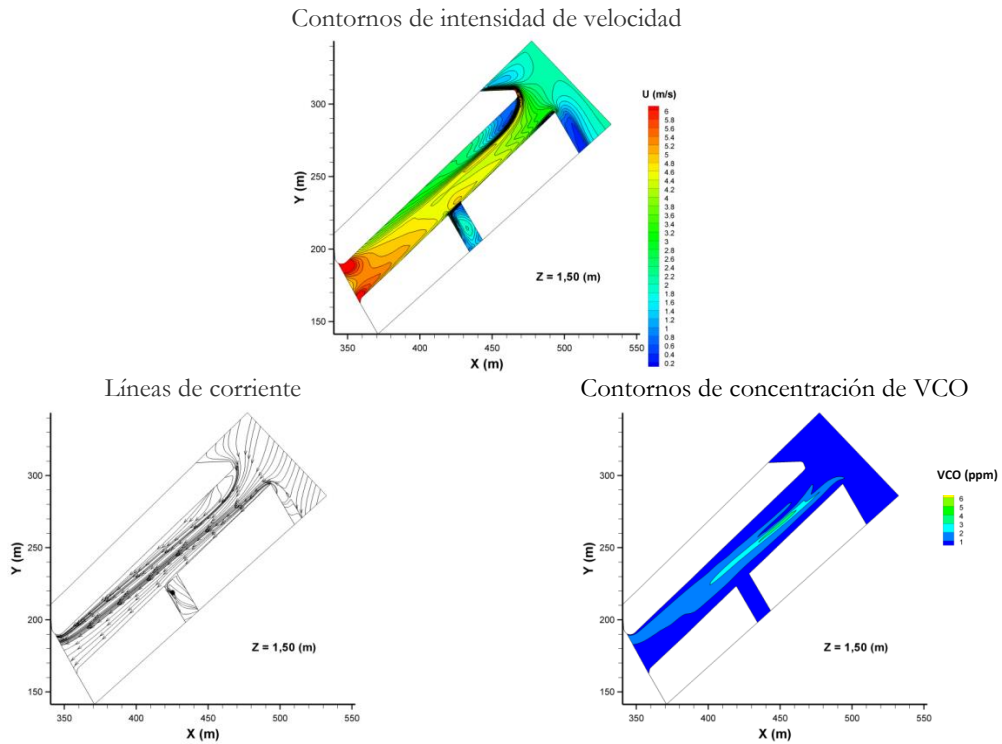 Contornos de intensidad de velocidad
U (m/s)
6
5.8
5.6
5.4
5.2
5
4.8
4.6
4.4
4.2
4
3.8
3.6
3.4
3.2
3
2.8
2.6
2.4
2.2
2
1.8
1.6
1.4
1.2
1
0.8
0.6
0.4
0.2
Y (m)
300
250
200
150
Z = 1,50 (m)
350 400 450 500 550
X (m)
Líneas de corriente
Y (m)
300
250
200
150
Z = 1,50 (m)
350 400 450 500 550
X (m)
Contornos de concentración de VCO
VCO (ppm)
6
5
4
3
2
1
Y (m)
300
250
200
150
Z = 1,50 (m)
350 400 450 500 550
X (m)